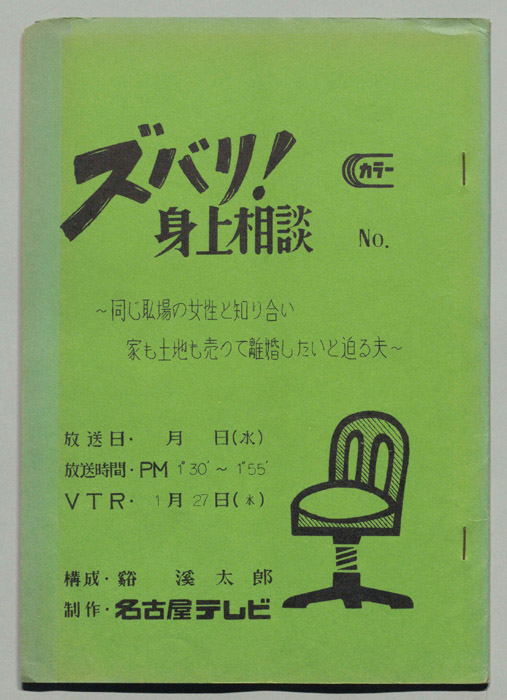 ズバリ!
カラー
身上相談 No.
~同じ职場の女性と知り合い
家も土地も売って離婚したいと迫る夫~
放送日・ 月 日(水)
放送時間・PM 1°30′~1°55′
VTR・ 1月 27日(水)
構成・谿 溪太郎
制作・名古屋テレビ